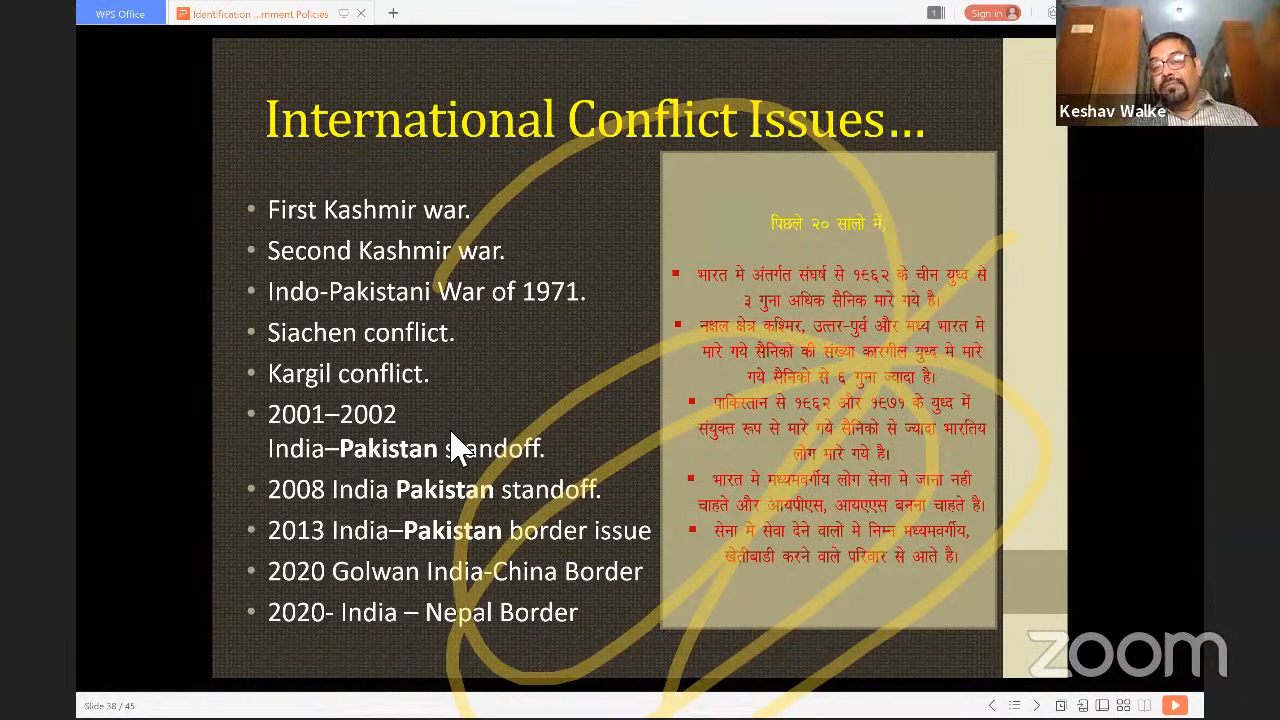 WPS Office
Identification ...rnment Policies
1
Sign in
Keshav Walke
International Conflict Issues...
First Kashmir war.
Second Kashmir war.
Indo-Pakistani War of 1971.
Siachen conflict.
Kargil conflict.
2001–2002
India–Pakistan standoff.
2008 India Pakistan standoff.
2013 India–Pakistan border issue
2020 Golwan India-China Border
2020- India – Nepal Border
पिछले २० सालो में,
भारत मे अंतर्गत संघर्ष से १९६२ के चीन युध्द से
३ गुना अधिक सैनिक मारे गये है।
नक्षल क्षेत्र कश्मिर, उत्तर-पुर्व और मध्य भारत मे
मारे गये सैनिको की संख्या कारगील युध्द मे मारे
गये सैनिको से ६ गुना ज्यादा है।
पाकिस्तान से १९६२ और १९७१ के युध्द में
संयुक्त रूप से मारे गये सैनिको से ज्यादा भारतिय
लोग मारे गये है।
भारत मे मध्यमवर्गीय लोग सेना मे जाना नही
चाहते और आयपीएस, आयएएस बनना चाहते है।
सेना मे सेवा देने वालो मे निम्न मध्यमवर्गीय,
खेतीबाडी करने वाले परिवार से आते है।
zoom
Slide 38 / 45